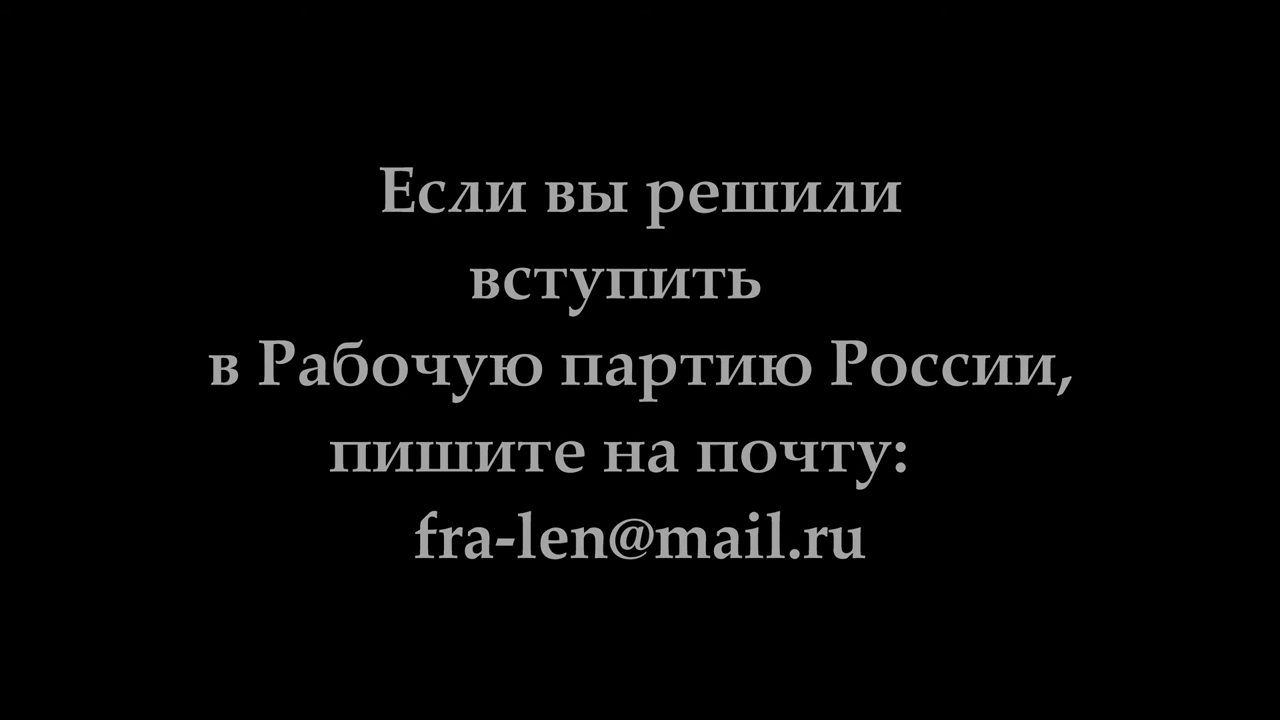 Если вы решили
вступить
в Рабочую партию России,
пишите на почту:
fra-len@mail.ru